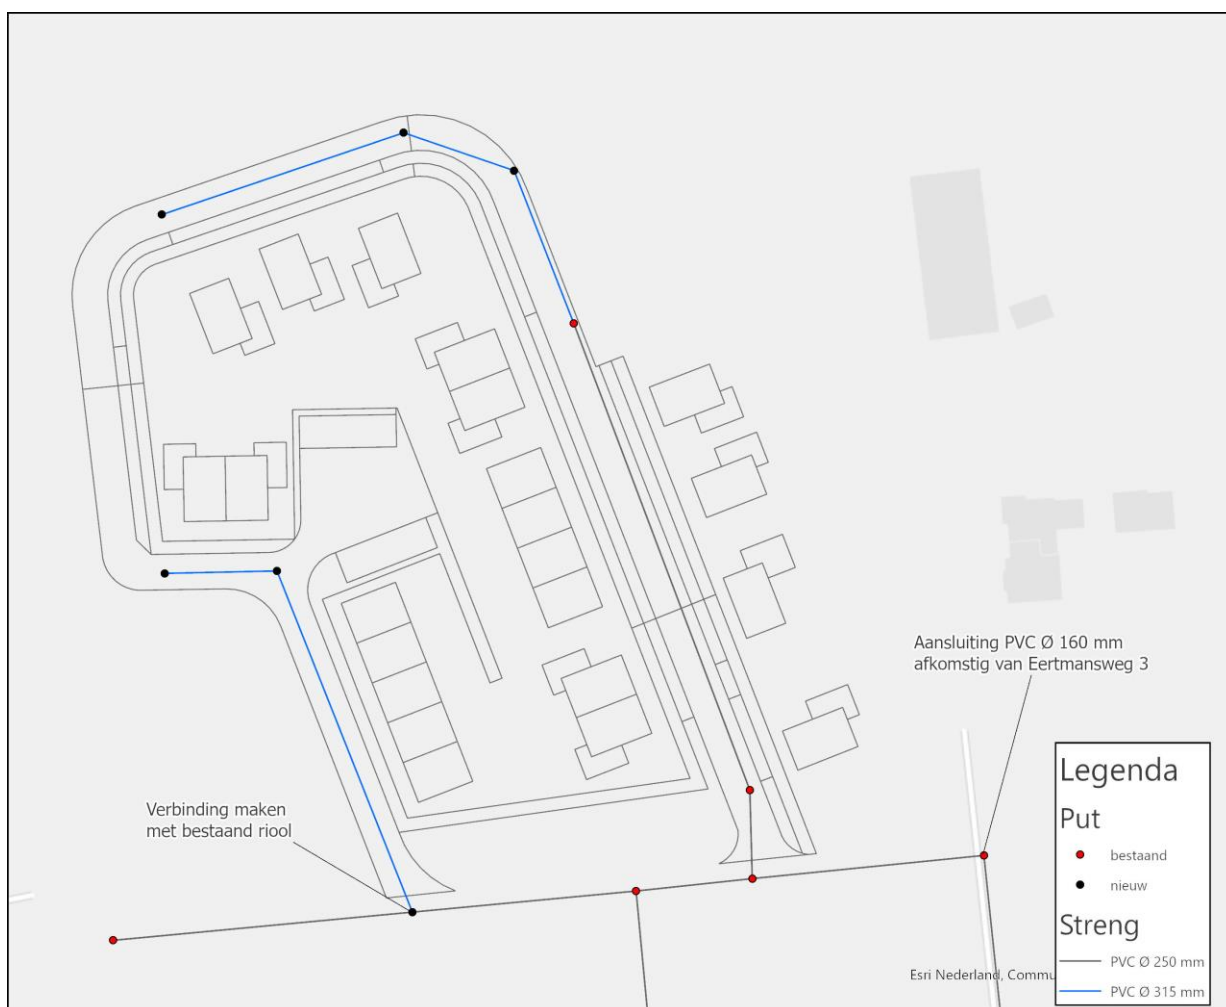 Aansluiting PVC Ø 160 mm
afkomstig van Eertmansweg 3
Verbinding maken
met bestaand riool
Legenda
Put
bestaand
nieuw
Streng
PVC Ø 250 mm
PVC Ø 315 mm
Esri Nederland,